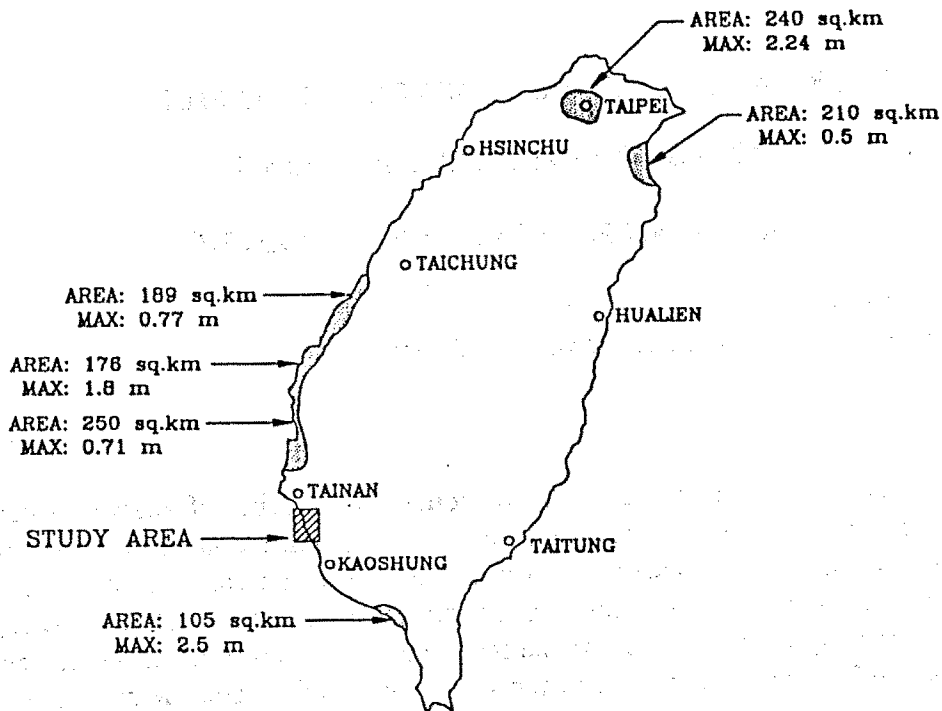 AREA: 240 sq.km
MAX: 2.24 m
TAIPEI
AREA: 210 sq.km
MAX: 0.5 m
HSINCHU
TAICHUNG
AREA: 189 sq.km
MAX: 0.77 m
HUALIEN
AREA: 176 sq.km
MAX: 1.8 m
AREA: 250 sq.km
MAX: 0.71 m
TAINAN
STUDY AREA
TAITUNG
KAOSHUNG
AREA: 105 sq.km
MAX: 2.5 m